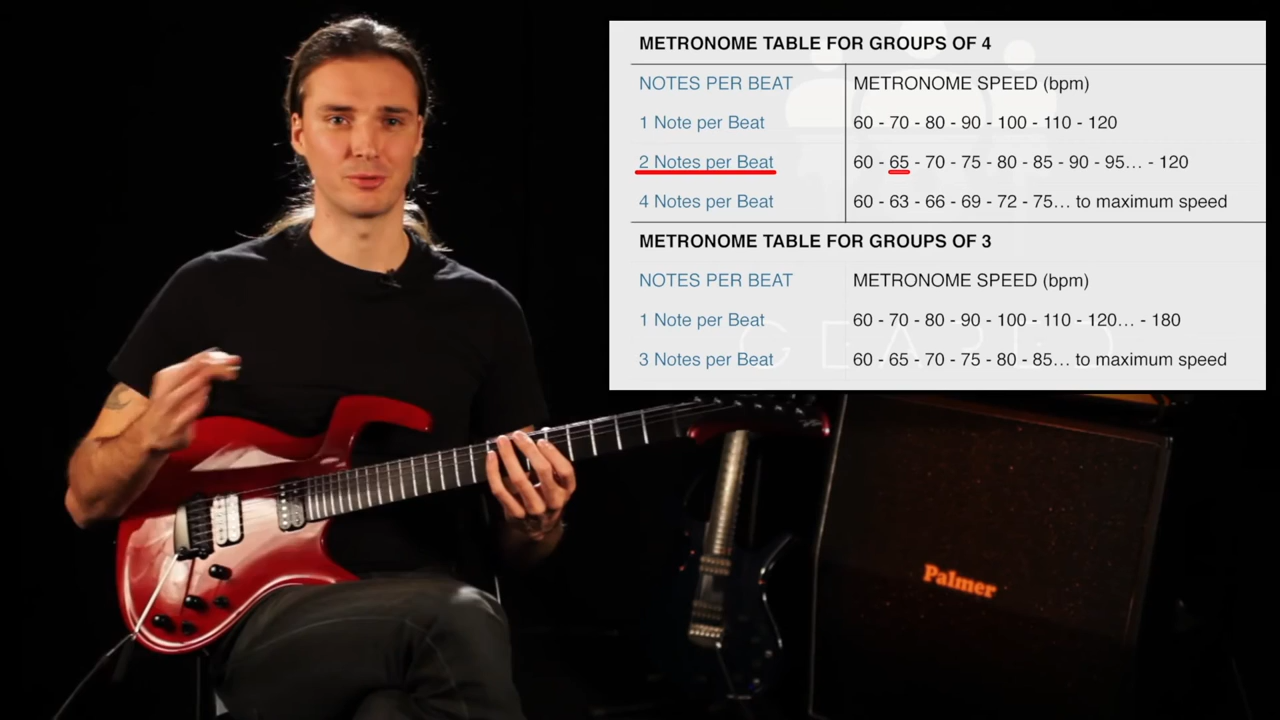 METRONOME TABLE FOR GROUPS OF 4
NOTES PER BEAT METRONOME SPEED (bpm)
1 Note per Beat 60 - 70 - 80 - 90 - 100 - 110 - 120
2 Notes per Beat 60 - 65 - 70 - 75 - 80 - 85 - 90 - 95... - 120
4 Notes per Beat 60 - 63 - 66 - 69 - 72 - 75... to maximum speed
METRONOME TABLE FOR GROUPS OF 3
NOTES PER BEAT METRONOME SPEED (bpm)
1 Note per Beat 60 - 70 - 80 - 90 - 100 - 110 - 120... - 180
3 Notes per Beat 60 - 65 - 70 - 75 - 80 - 85... to maximum speed
GEARED
Palmer